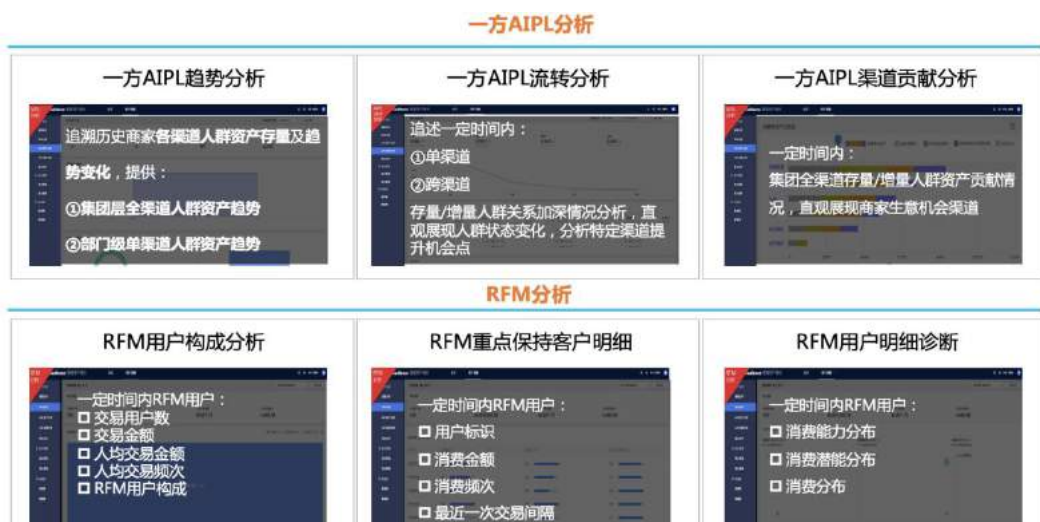 一方AIPL分析
一方AIPL趋势分析
追溯历史商家各渠道人群资产存量及趋
势变化，提供：
①集团层全渠道人群资产趋势
②部门级单渠道人群资产趋势
一方AIPL流转分析
追述一定时间内：
①单渠道
②跨渠道
存量/增量人群关系加深情况分析，直
观展现人群状态变化，分析特定渠道提
升机会点
一方AIPL渠道贡献分析
一定时间内：
集团全渠道存量/增量人群资产贡献情
况，直观展现商家生意机会渠道
RFM分析
RFM用户构成分析
一定时间内RFM用户：
交易用户数
交易金额
人均交易金额
人均交易频次
RFM用户构成
RFM重点保持客户明细
一定时间内RFM用户：
用户标识
消费金额
消费频次
最近一次交易间隔
RFM用户明细诊断
一定时间内RFM用户：
消费能力分布
消费潜能分布
消费分布